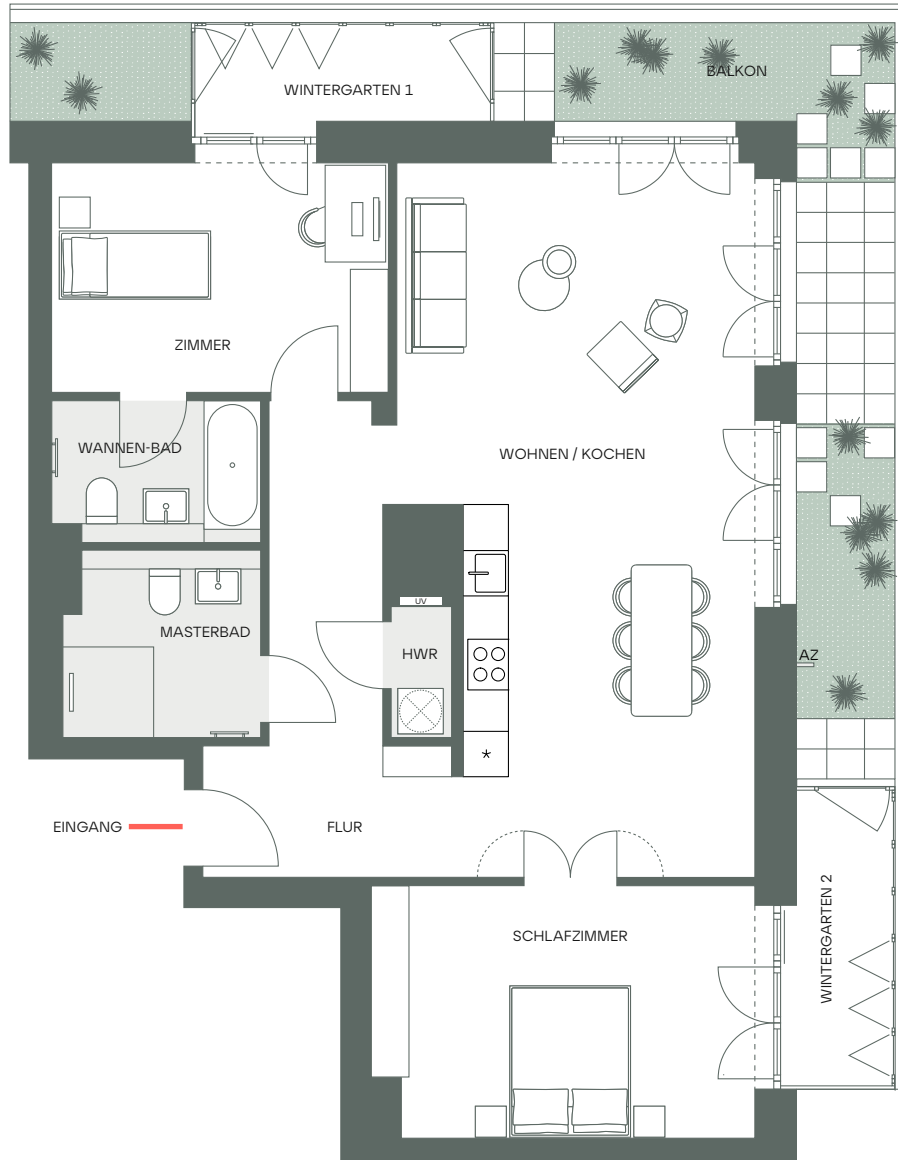 WINTERGARTEN 1
BALKON
ZIMMER
WANNEN-BAD
WOHNEN / KOCHEN
UV
MASTERBAD
HWR
AZ
*
EINGANG
FLUR
WINTERGARTEN 2
SCHLAFZIMMER